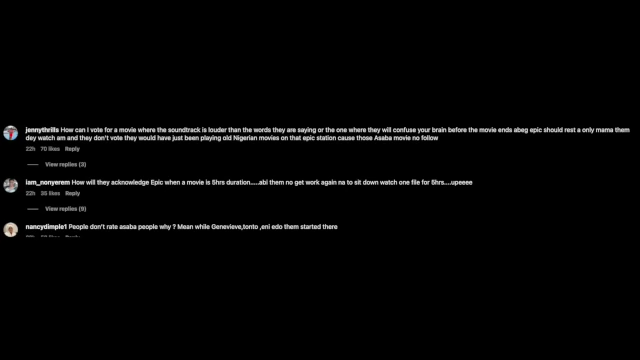 jennythrills How can i vote for a movie where the soundtrack is louder than the words they are saying or the one where they will confuse your brain before the movie ends abeg epic should rest a only mama them
dey watch am and they don't vote they would have just been playing old Nigerian movies on that epic station cause those Asaba movie no follow
22h 70 likes Reply
View replies (3)
iam_nonyerem How will they acknowledge Epic when a movie is 5hrs duration.....abi them no get work again na to sit down watch one file for 5hrs....upeeee
22h 35 likes Reply
View replies (9)
nancydimple1 People don't rate asaba people why ? Mean while Genevieve,tonto ,eni edo them started there